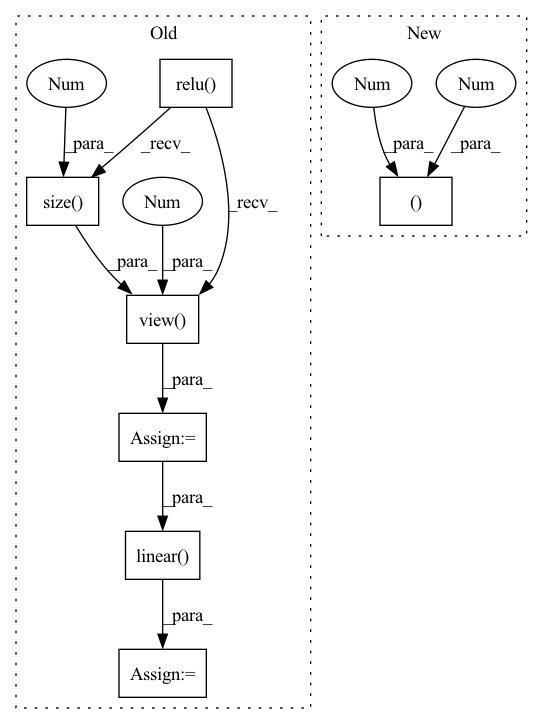 Old
New
Num
relu()
Num
Num
_para_
_recv_
_para_
_para_
size()
Num
_recv_
()
_para_
_para_
view()
_para_
Assign:=
_para_
linear()
_para_
Assign:=